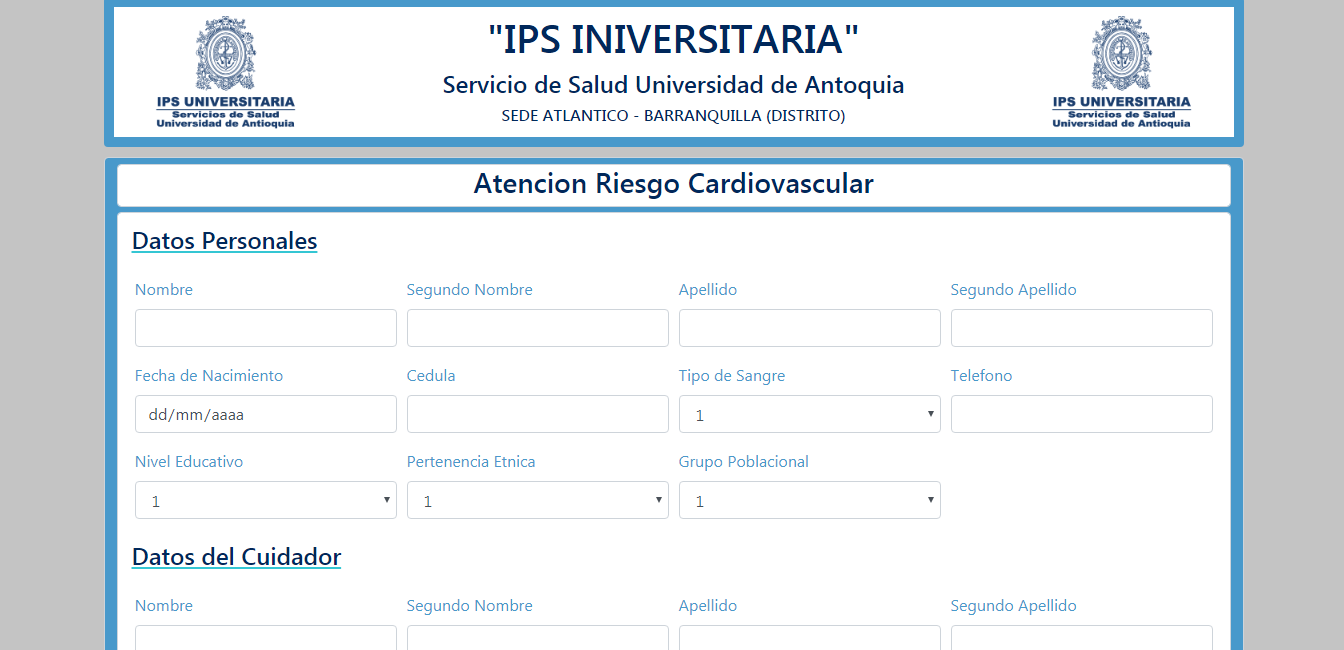 "IPS INIVERSITARIA"
Servicio de Salud Universidad de Antoquia
SEDE ATLANTICO - BARRANQUILLA (DISTRITO)
IPS UNIVERSITARIA
Servicios de Salud
Universidad de Antioquia
IPS UNIVERSITARIA
Servicios de Salud
Universidad de Antioquia
Atencion Riesgo Cardiovascular
Datos Personales
Nombre Segundo Nombre Apellido Segundo Apellido
Fecha de Nacimiento Cedula Tipo de Sangre Telefono
dd/mm/aaaa 1
Nivel Educativo Pertenencia Etnica Grupo Poblacional
1 1 1
Datos del Cuidador
Nombre Segundo Nombre Apellido Segundo Apellido